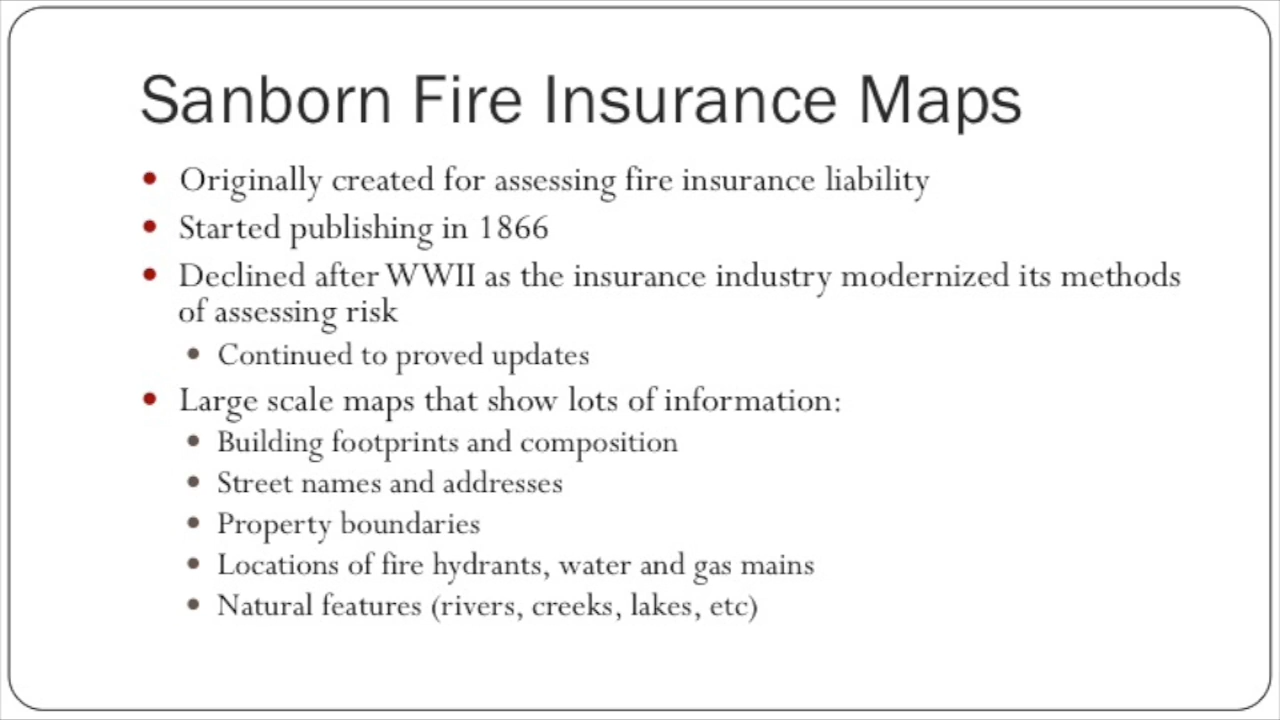 Sanborn Fire Insurance Maps
Originally created for assessing fire insurance liability
Started publishing in 1866
Declined after WWII as the insurance industry modernized its methods
of assessing risk
Continued to proved updates
Large scale maps that show lots of information:
Building footprints and composition
Street names and addresses
Property boundaries
Locations of fire hydrants, water and gas mains
Natural features (rivers, creeks, lakes, etc)